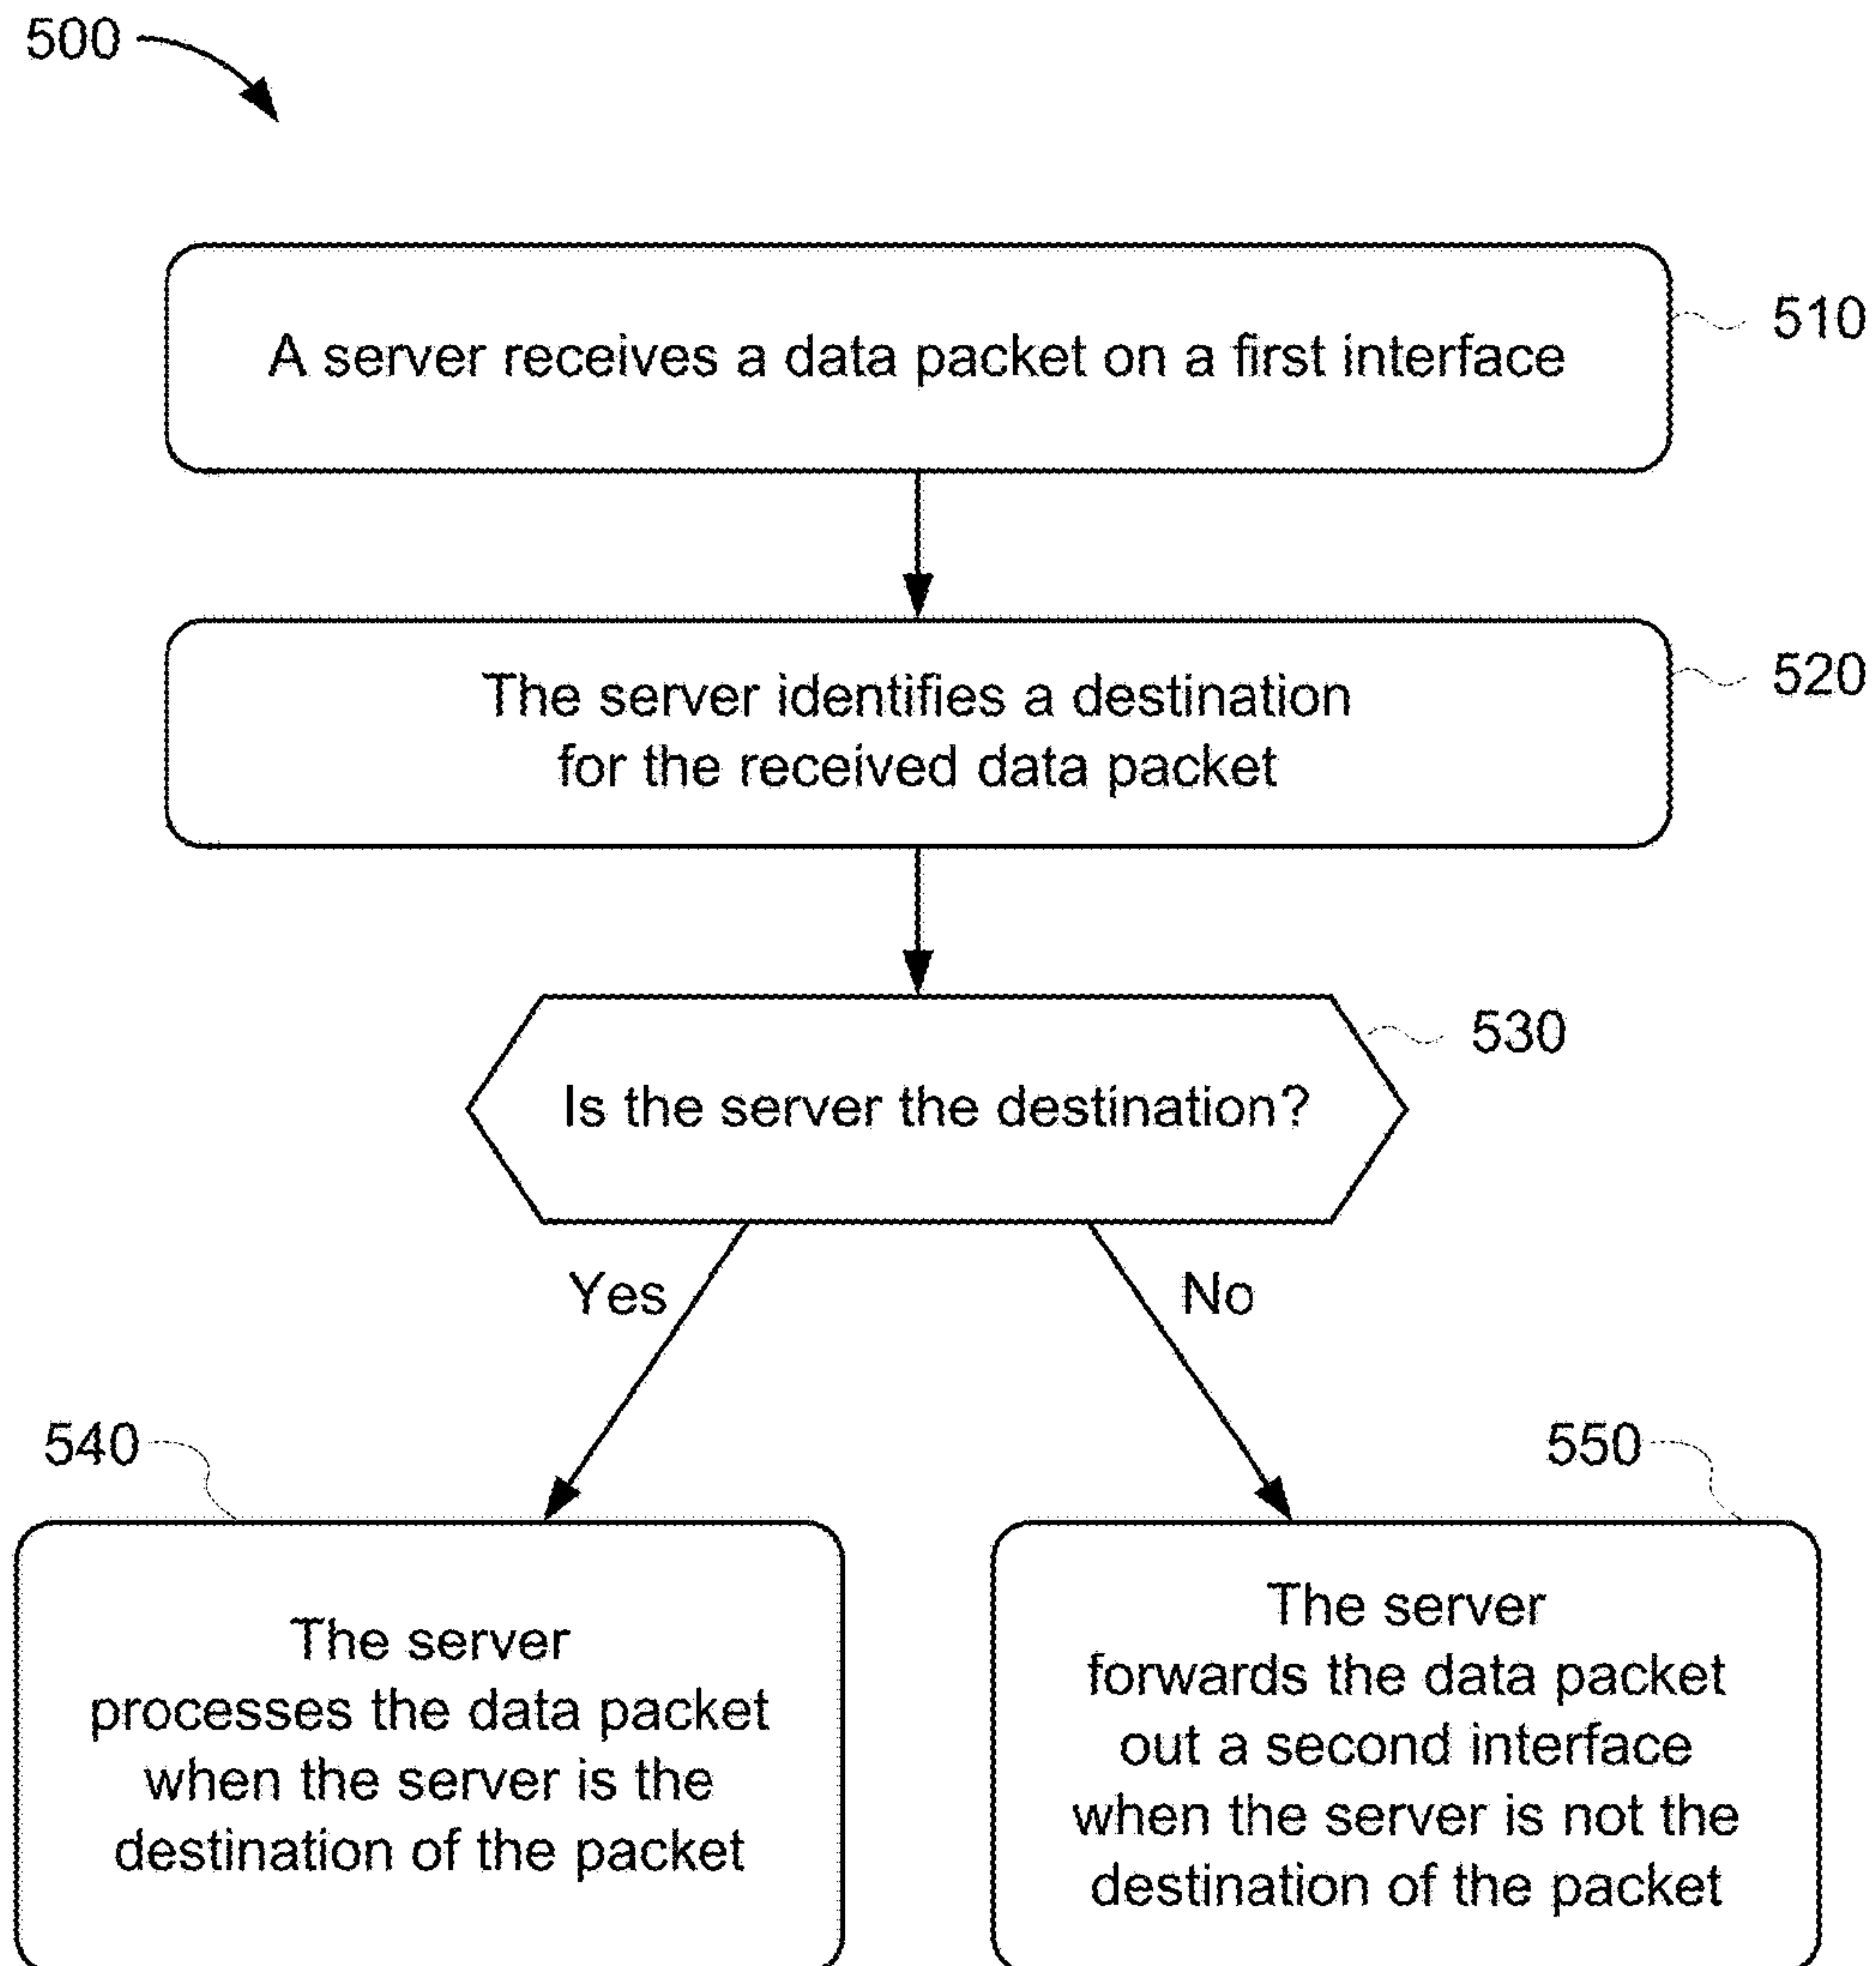 500
A server receives a data packet on a first interface
510
The server identifies a destination
for the received data packet
520
Is the server the destination?
530
Yes
No
540
The server
processes the data packet
when the server is the
destination of the packet
550
The server
forwards the data packet
out a second interface
when the server is not the
destination of the packet